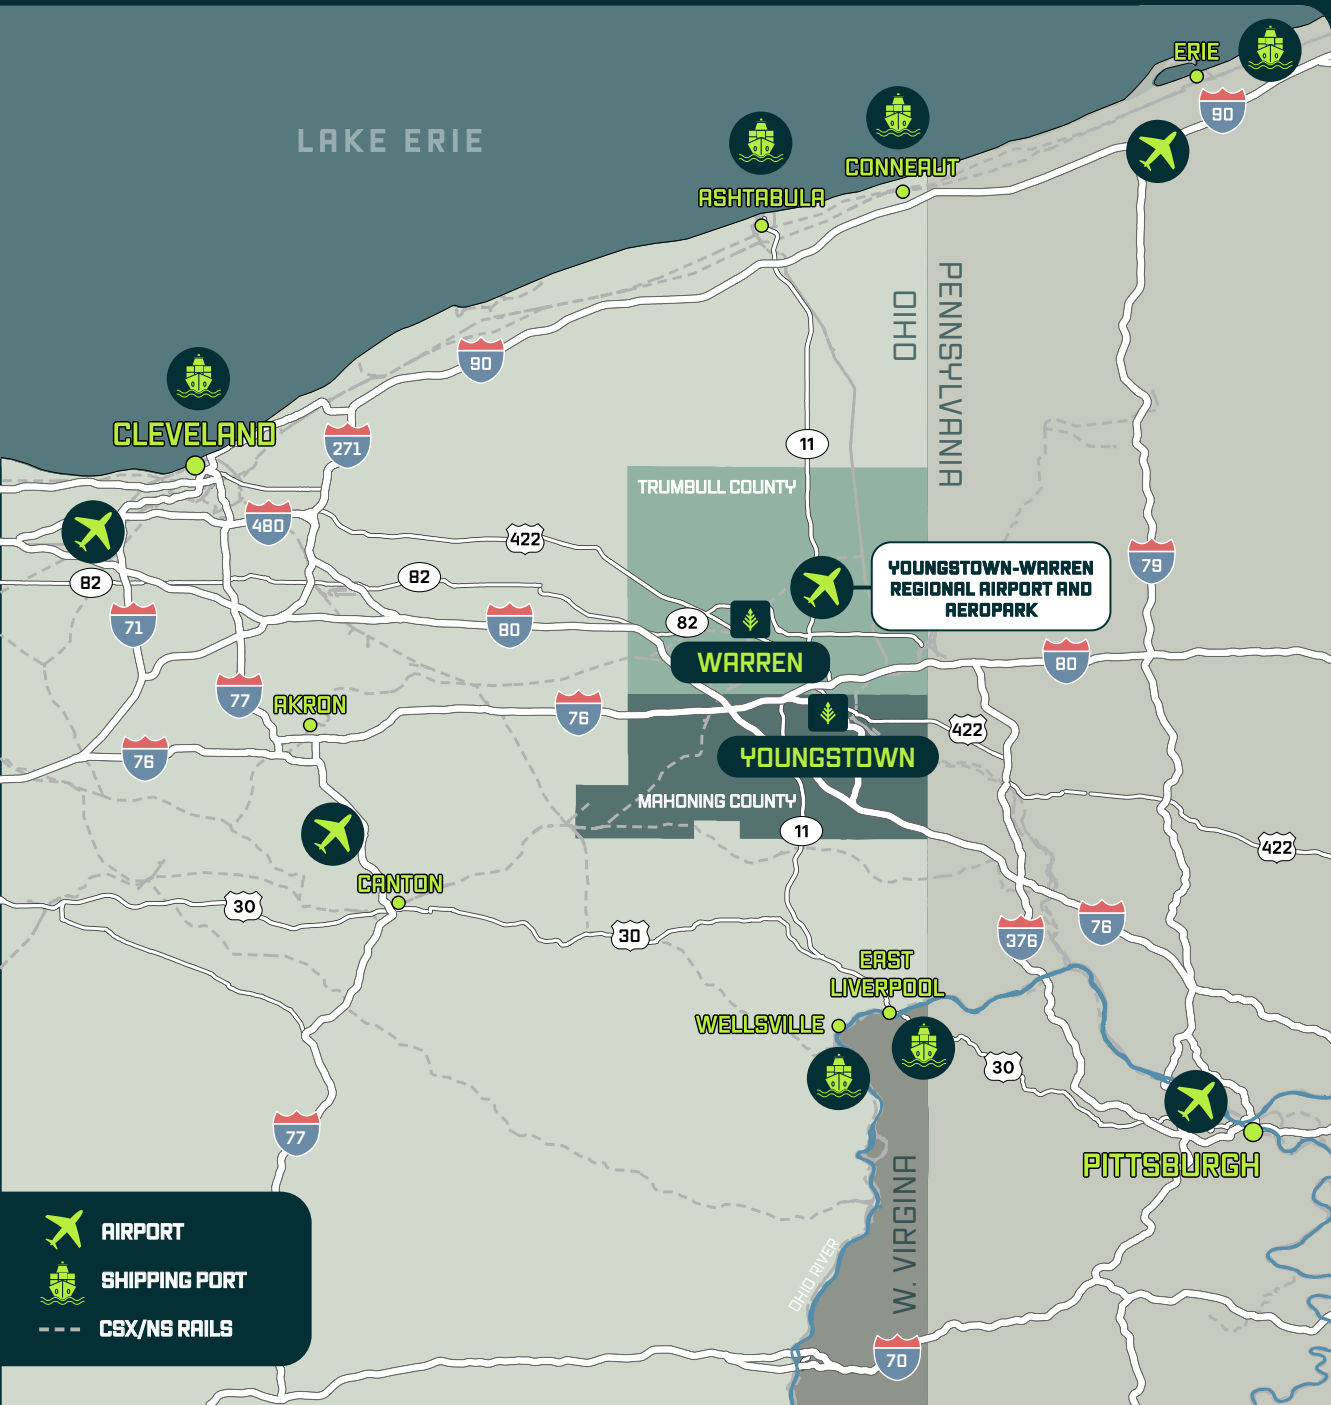 ERIE
90
LAKE ERIE
CONNEAUT
ASHTABULA
OHIO
PENNSYLVANIA
90
CLEVELAND
271
11
TRUMBULL COUNTY
480
422
YOUNGSTOWN-WARREN
REGIONAL AIRPORT AND
AEROPARK
79
82
82
71
80
82
WARREN
80
77
AKRON
76
422
YOUNGSTOWN
76
MAHONING COUNTY
11
422
CANTON
30
30
376
76
EAST
LIVERPOOL
WELLSVILLE
30
77
PITTSBURGH
W. VIRGINA
OHIO RIVER
70
AIRPORT
SHIPPING PORT
CSX/NS RAILS